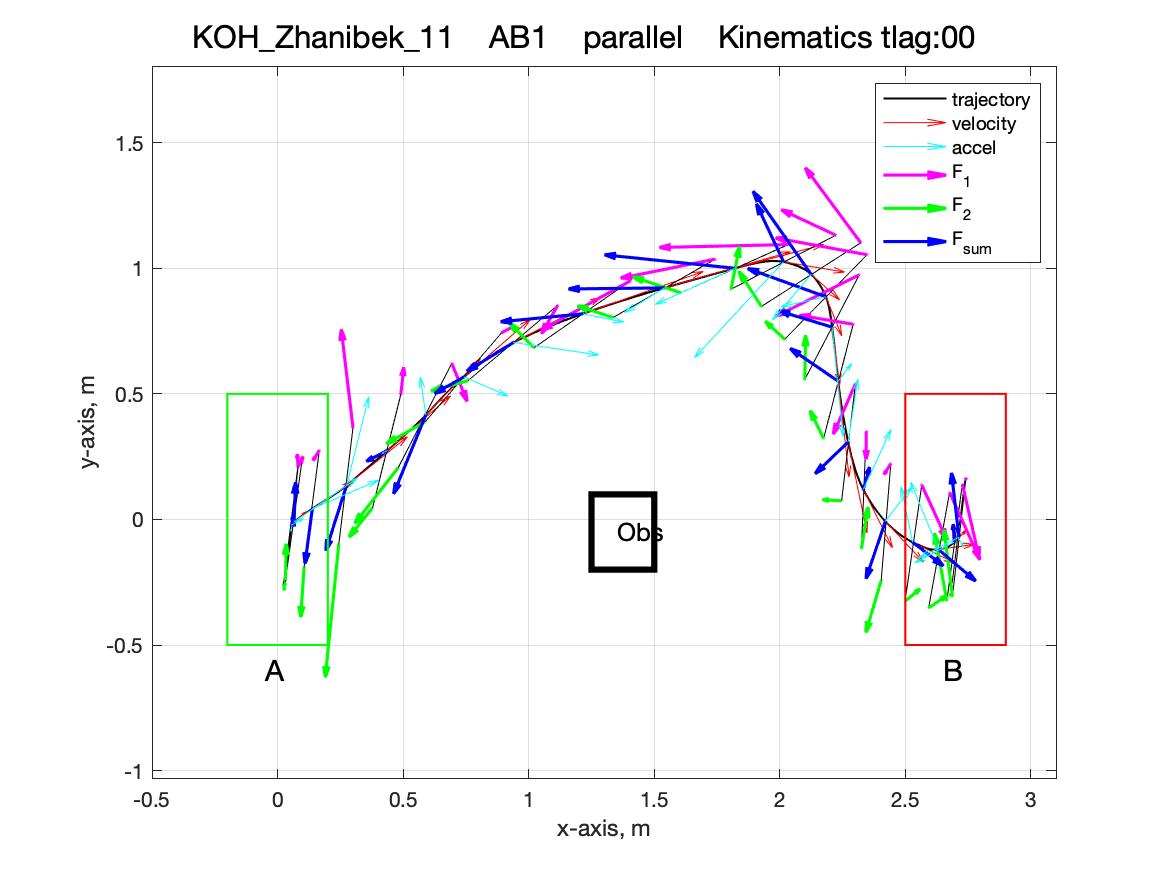 KOH_Zhanibek_11 AB1 parallel Kinematics tlag:00
trajectory
velocity
accel
F1
F2
Fsum
1.5
1
0.5
0
-0.5
-1
y-axis, m
Obs
A
B
-0.5 0 0.5 1 1.5 2 2.5 3
x-axis, m